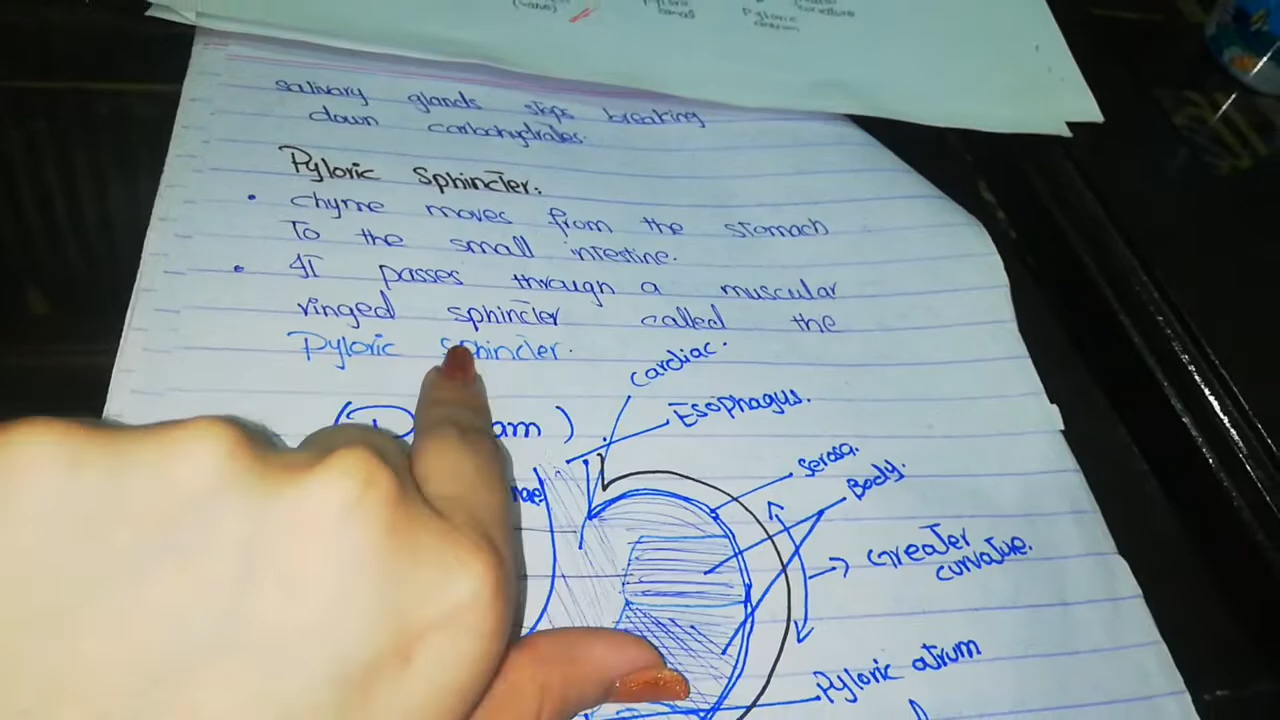 salivary glands stops breaking
down carbohydrates.
Pyloric Sphincter:
• chyme moves from the stomach
To the small intestine.
• It passes through a muscular
ringed sphincter called the
Pyloric Sphincter.
Cardiac.
Esophagus.
Serosa.
Body.
Greater
curvature.
Pyloric atrum